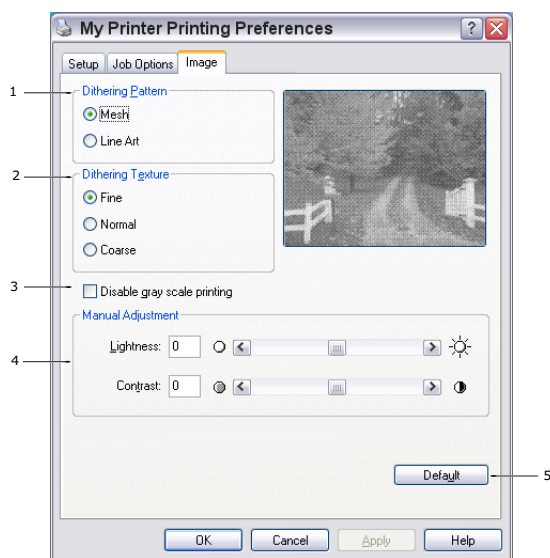 My Printer Printing Preferences
Setup Job Options Image
1 Dithering Pattern
Mesh
Line Art
2 Dithering Texture
Fine
Normal
Coarse
3 Disable gray scale printing
Manual Adjustment
Lightness: 0
4
Contrast: 0
Default 5
OK Cancel Apply Help